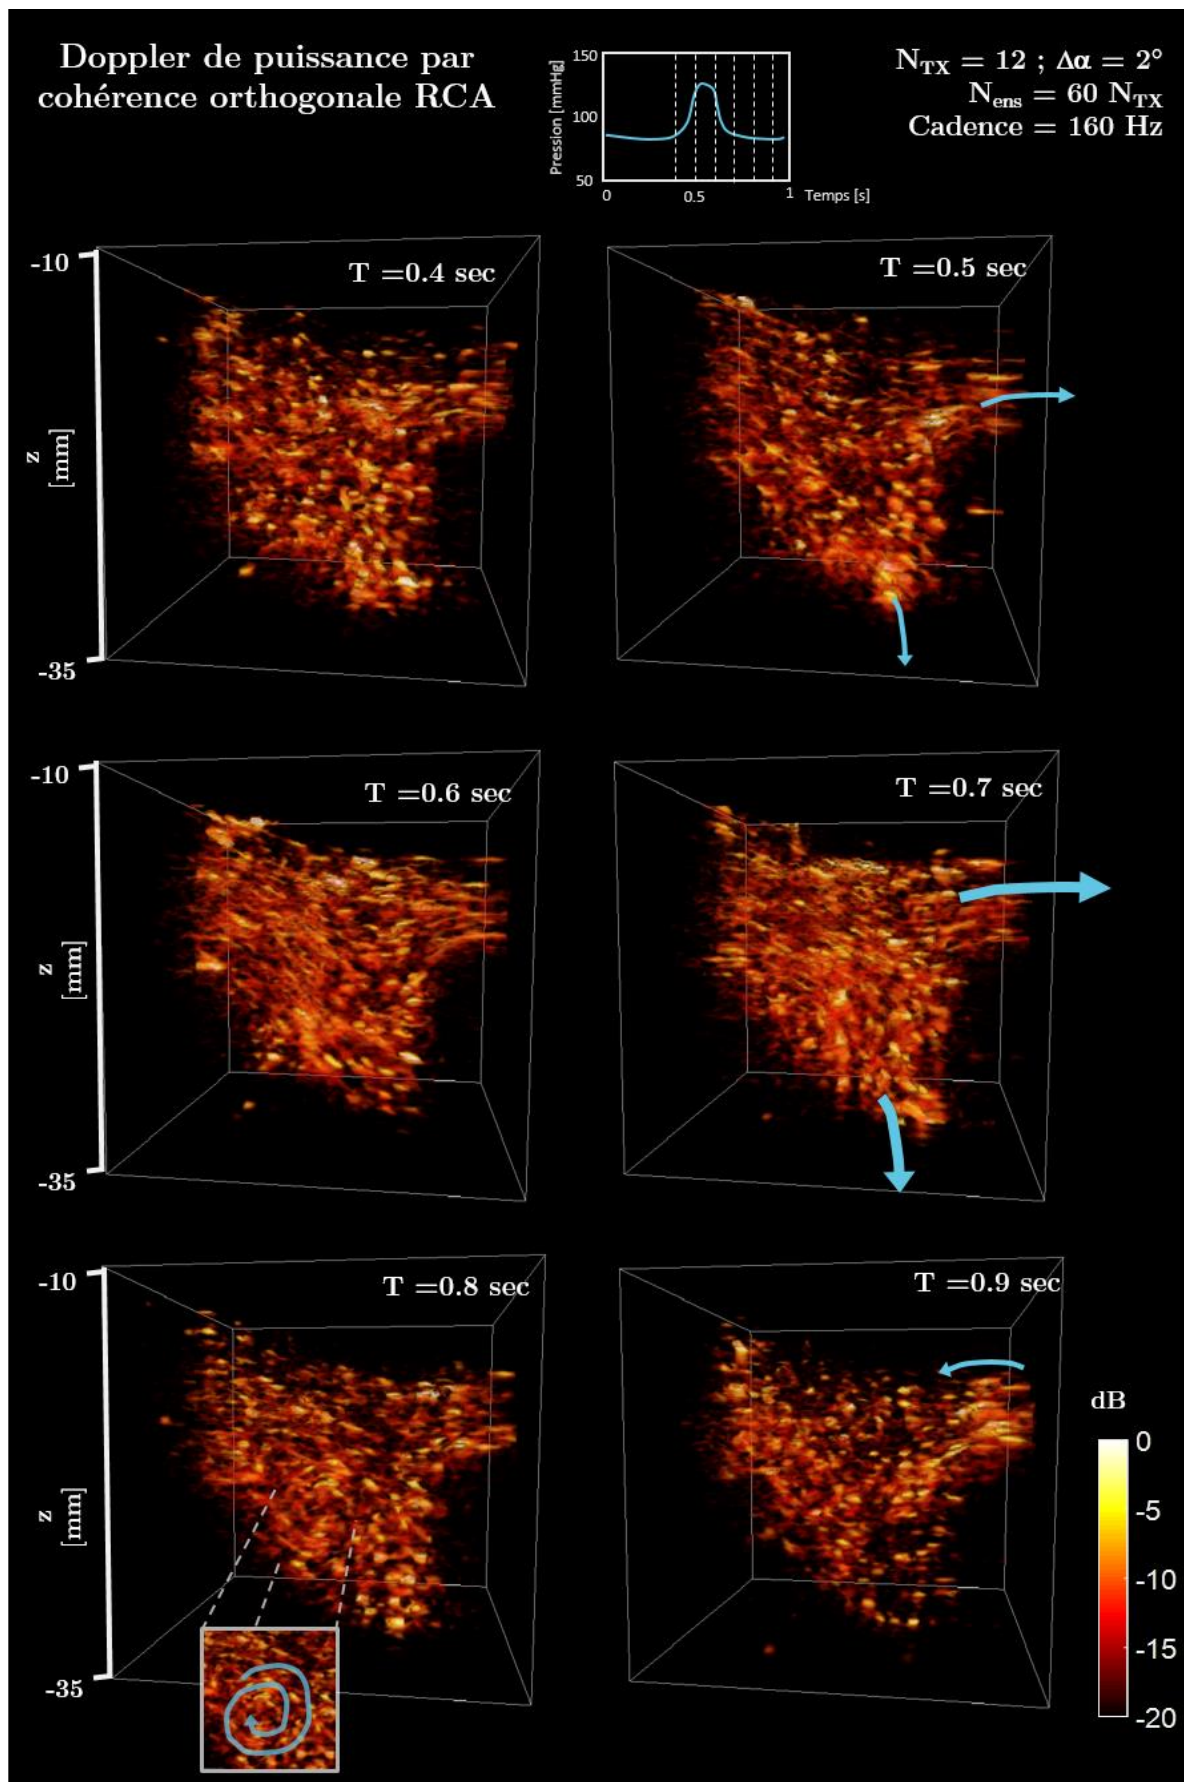 Doppler de puissance par
cohérence orthogonale RCA
150
100
50
Pression [mmHg]
0
0.5
1
Temps [s]
N_TX = 12 ; Δα = 2°
N_ens = 60 N_TX
Cadence = 160 Hz
-10
z
[mm]
-35
T =0.4 sec
T =0.5 sec
-10
z
[mm]
-35
T =0.6 sec
T =0.7 sec
-10
z
[mm]
-35
T =0.8 sec
T =0.9 sec
dB
0
-5
-10
-15
-20